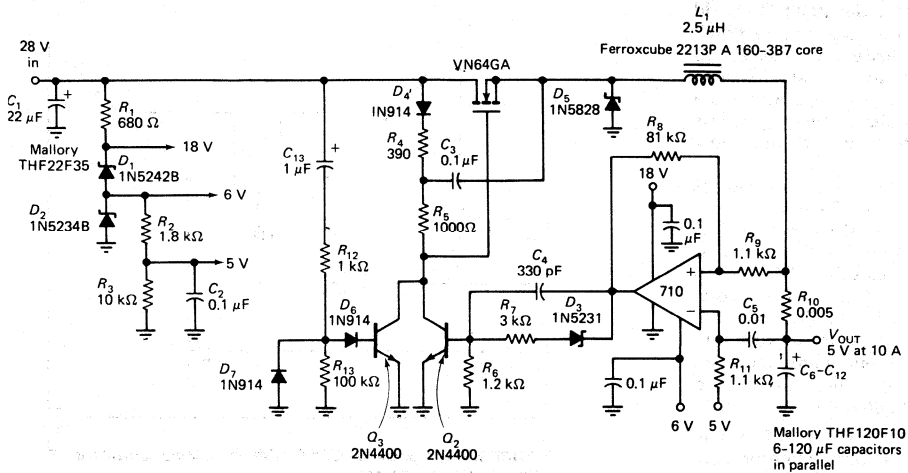 28 V
in
C1
22 μF
+
Mallory
THF22F35
R1
680 Ω
18 V
D1
1N5242B
6 V
D2
1N5234B
R2
1.8 kΩ
5 V
R3
10 kΩ
C2
0.1 μF
C13
1 μF
+
R12
1 kΩ
D6
1N914
D7
1N914
R13
100 kΩ
Q3
2N4400
Q2
2N4400
D4
IN914
R4
390
C3
0.1 μF
R5
1000Ω
VN64GA
D5
1N5828
L1
2.5 μH
Ferroxcube 2213P A 160–3B7 core
R8
81 kΩ
18 V
0.1
μF
C4
330 pF
R7
3 kΩ
D3
1N5231
R6
1.2 kΩ
0.1 μF
+
710
–
R9
1.1 kΩ
C5
0.01
R10
0.005
R11
1.1 kΩ
6 V
5 V
VOUT
5 V at 10 A
+
C6–C12
Mallory THF120F10
6–120 μF capacitors
in parallel